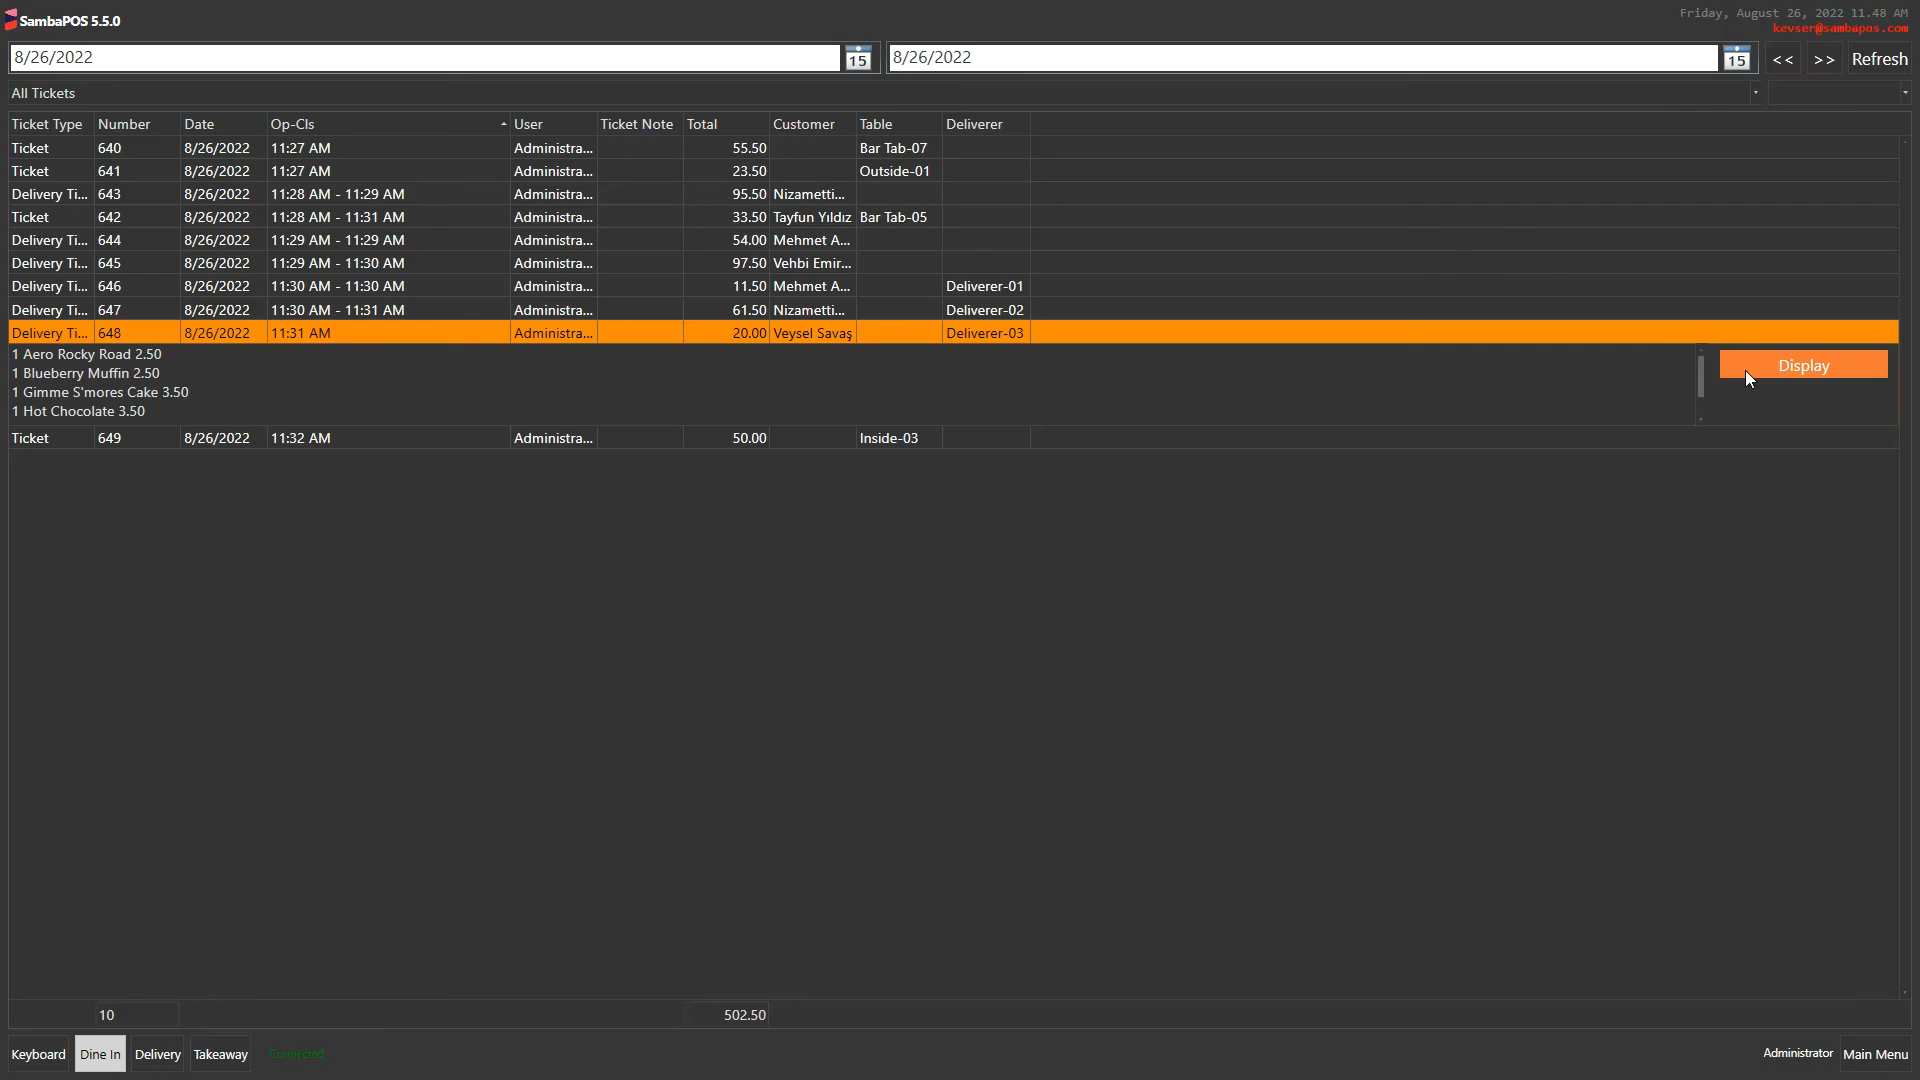 SambaPOS 5.5.0
Friday, August 26, 2022 11.48 AM
kevser@sambapos.com
8/26/2022 15 8/26/2022 15 << >> Refresh
All Tickets
Ticket Type Number Date Op-Cls User Ticket Note Total Customer Table Deliverer
Ticket 640 8/26/2022 11:27 AM Administra... 55.50 Bar Tab-07
Ticket 641 8/26/2022 11:27 AM Administra... 23.50 Outside-01
Delivery Ti... 643 8/26/2022 11:28 AM - 11:29 AM Administra... 95.50 Nizametti...
Ticket 642 8/26/2022 11:28 AM - 11:31 AM Administra... 33.50 Tayfun Yıldız Bar Tab-05
Delivery Ti... 644 8/26/2022 11:29 AM - 11:29 AM Administra... 54.00 Mehmet A...
Delivery Ti... 645 8/26/2022 11:29 AM - 11:30 AM Administra... 97.50 Vehbi Emir...
Delivery Ti... 646 8/26/2022 11:30 AM - 11:30 AM Administra... 11.50 Mehmet A... Deliverer-01
Delivery Ti... 647 8/26/2022 11:30 AM - 11:31 AM Administra... 61.50 Nizametti... Deliverer-02
Delivery Ti... 648 8/26/2022 11:31 AM Administra... 20.00 Veysel Savaş Deliverer-03
1 Aero Rocky Road 2.50
Display
1 Blueberry Muffin 2.50
1 Gimme S'mores Cake 3.50
1 Hot Chocolate 3.50
Ticket 649 8/26/2022 11:32 AM Administra... 50.00 Inside-03
10 502.50
Keyboard Dine In Delivery Takeaway Connected Administrator Main Menu